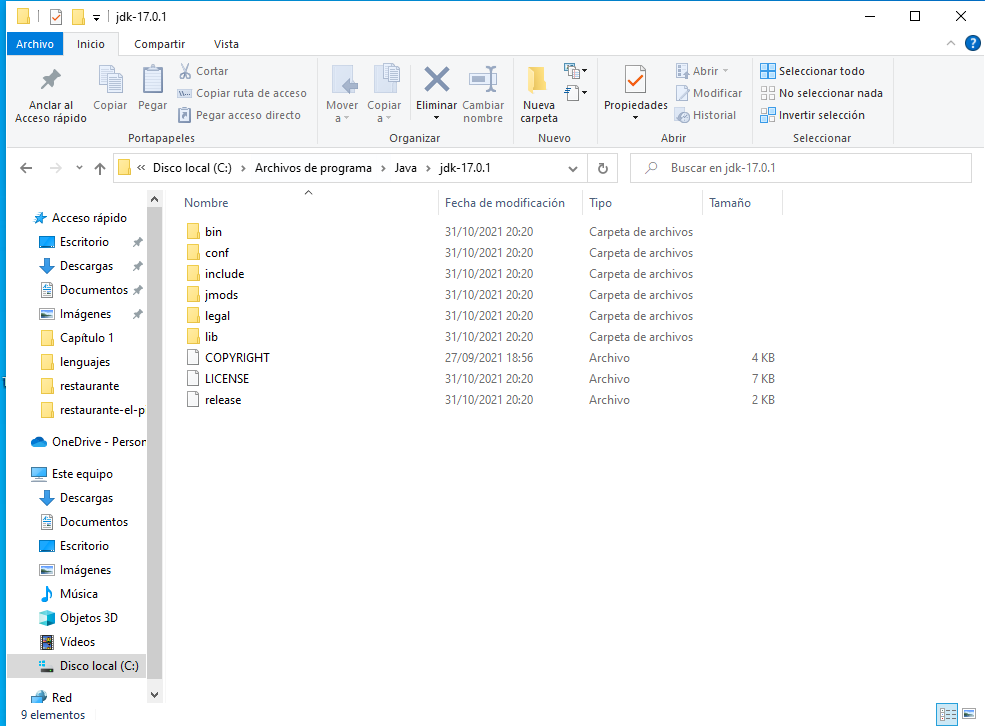 jdk-17.0.1
Archivo Inicio Compartir Vista
Anclar al Acceso rápido
Copiar
Pegar
Cortar
Copiar ruta de acceso
Pegar acceso directo
Portapapeles
Mover a
Copiar a
Eliminar
Cambiar nombre
Organizar
Nueva carpeta
Nuevo
Propiedades
Abrir
Modificar
Historial
Abrir
Seleccionar todo
No seleccionar nada
Invertir selección
Seleccionar
« Disco local (C:) › Archivos de programa › Java › jdk-17.0.1
Buscar en jdk-17.0.1
Acceso rápido
Escritorio
Descargas
Documentos
Imágenes
Capítulo 1
lenguajes
restaurante
restaurante-el-p
OneDrive - Person
Este equipo
Descargas
Documentos
Escritorio
Imágenes
Música
Objetos 3D
Vídeos
Disco local (C:)
Red
Nombre Fecha de modificación Tipo Tamaño
bin 31/10/2021 20:20 Carpeta de archivos
conf 31/10/2021 20:20 Carpeta de archivos
include 31/10/2021 20:20 Carpeta de archivos
jmods 31/10/2021 20:20 Carpeta de archivos
legal 31/10/2021 20:20 Carpeta de archivos
lib 31/10/2021 20:20 Carpeta de archivos
COPYRIGHT 27/09/2021 18:56 Archivo 4 KB
LICENSE 31/10/2021 20:20 Archivo 7 KB
release 31/10/2021 20:20 Archivo 2 KB
9 elementos